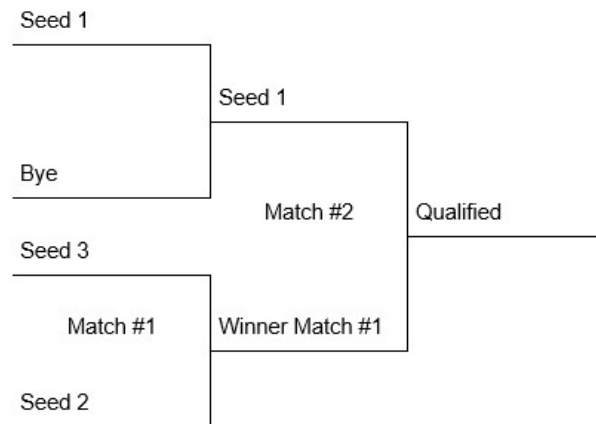 Seed 1
Seed 1
Bye
Match #2
Qualified
Seed 3
Match #1
Winner Match #1
Seed 2